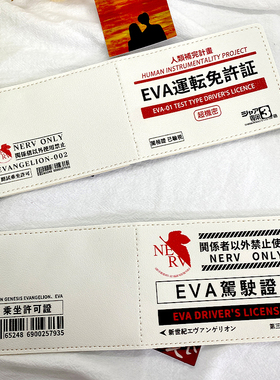 人類補完計畫
HUMAN INSTRUMENTALITY PROJECT
EVA運転免許証
EVA-01 TEST TYPE DRIVER'S LICENCE
超機密
NERV ONLY
関係者以外使用禁止
EVANGELION-002
NERV
関係者以外禁止使
NERV ONLY
EVA駕駛證
EVA DRIVER'S LICENS
新世紀エヴァンゲリオン
第三
N GENESIS EVANGELION. EVA
乘坐許可證
65248 6900257935